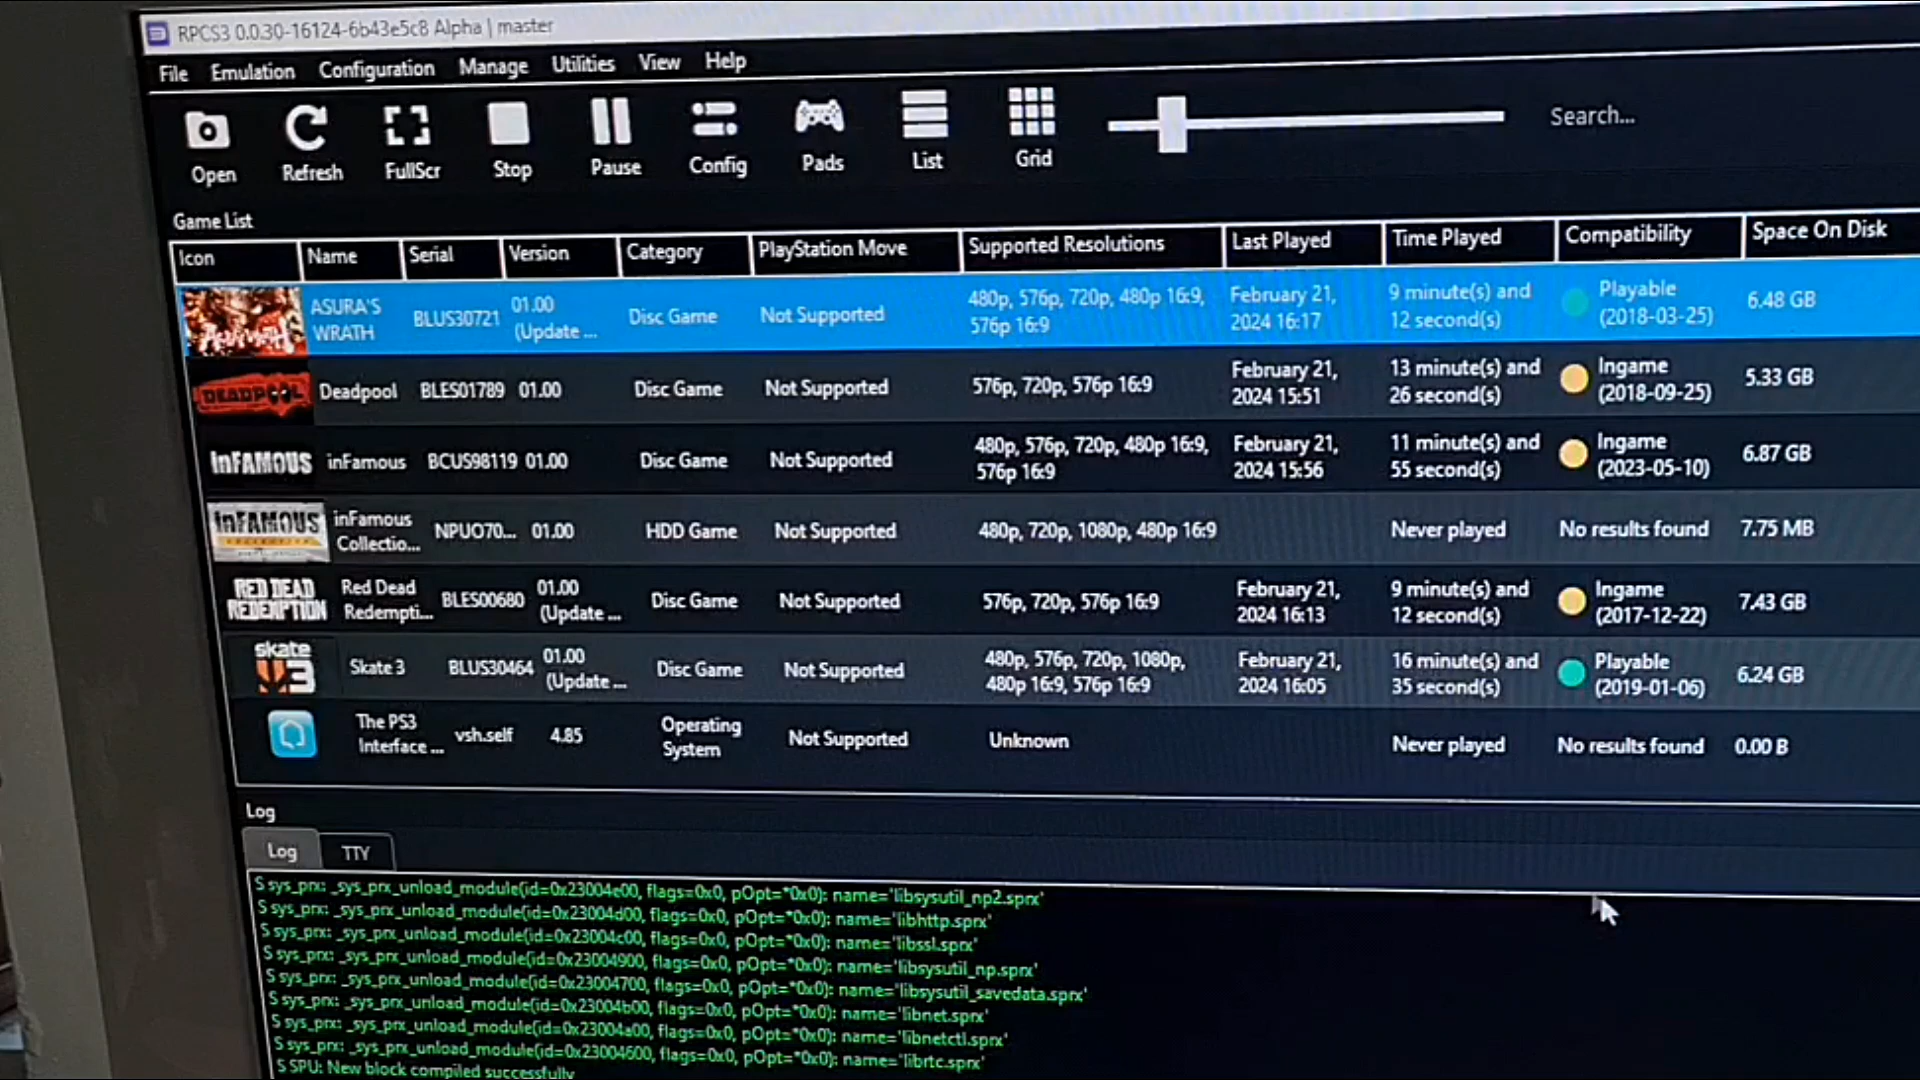 RPCS3 0.0.30-16124-6b43e5c8 Alpha | master
File Emulation Configuration Manage Utilities View Help
Open Refresh FullScr Stop Pause Config Pads List Grid Search...
Game List
Icon Name Serial Version Category PlayStation Move Supported Resolutions Last Played Time Played Compatibility Space On Disk
ASURA'S WRATH BLUS30721 01.00 (Update ... Disc Game Not Supported 480p, 576p, 720p, 480p 16:9, 576p 16:9 February 21, 2024 16:17 9 minute(s) and 12 second(s) Playable (2018-03-25) 6.48 GB
DEADPOOL Deadpool BLES01789 01.00 Disc Game Not Supported 576p, 720p, 576p 16:9 February 21, 2024 15:51 13 minute(s) and 26 second(s) Ingame (2018-09-25) 5.33 GB
inFAMOUS inFamous BCUS98119 01.00 Disc Game Not Supported 480p, 576p, 720p, 480p 16:9, 576p 16:9 February 21, 2024 15:56 11 minute(s) and 55 second(s) Ingame (2023-05-10) 6.87 GB
inFAMOUS inFamous Collectio... NPUO70... 01.00 HDD Game Not Supported 480p, 720p, 1080p, 480p 16:9 Never played No results found 7.75 MB
RED DEAD REDEMPTION Red Dead Redempti... BLES00680 01.00 (Update ... Disc Game Not Supported 576p, 720p, 576p 16:9 February 21, 2024 16:13 9 minute(s) and 12 second(s) Ingame (2017-12-22) 7.43 GB
skate 3 Skate 3 BLUS30464 01.00 (Update ... Disc Game Not Supported 480p, 576p, 720p, 1080p, 480p 16:9, 576p 16:9 February 21, 2024 16:05 16 minute(s) and 35 second(s) Playable (2019-01-06) 6.24 GB
The PS3 Interface ... vsh.self 4.85 Operating System Not Supported Unknown Never played No results found 0.00 B
Log
Log TTY
S sys_prx: _sys_prx_unload_module(id=0x23004e00, flags=0x0, pOpt=*0x0): name='libsysutil_np2.sprx'
S sys_prx: _sys_prx_unload_module(id=0x23004d00, flags=0x0, pOpt=*0x0): name='libhttp.sprx'
S sys_prx: _sys_prx_unload_module(id=0x23004c00, flags=0x0, pOpt=*0x0): name='libssl.sprx'
S sys_prx: _sys_prx_unload_module(id=0x23004900, flags=0x0, pOpt=*0x0): name='libsysutil_np.sprx'
S sys_prx: _sys_prx_unload_module(id=0x23004700, flags=0x0, pOpt=*0x0): name='libsysutil_savedata.sprx'
S sys_prx: _sys_prx_unload_module(id=0x23004b00, flags=0x0, pOpt=*0x0): name='libnet.sprx'
S sys_prx: _sys_prx_unload_module(id=0x23004a00, flags=0x0, pOpt=*0x0): name='libnetctl.sprx'
S sys_prx: _sys_prx_unload_module(id=0x23004600, flags=0x0, pOpt=*0x0): name='librtc.sprx'
S SPU: New block compiled successfully